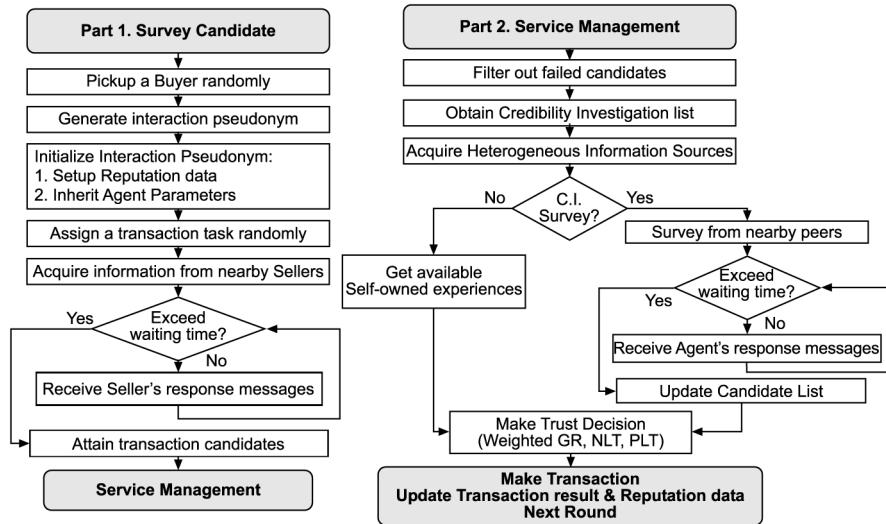 Part 1. Survey Candidate
Pickup a Buyer randomly
Generate interaction pseudonym
Initialize Interaction Pseudonym:
1. Setup Reputation data
2. Inherit Agent Parameters
Assign a transaction task randomly
Acquire information from nearby Sellers
Exceed
waiting time?
Yes
No
Receive Seller's response messages
Attain transaction candidates
Service Management
Part 2. Service Management
Filter out failed candidates
Obtain Credibility Investigation list
Acquire Heterogeneous Information Sources
C.I.
Survey?
No
Yes
Get available
Self-owned experiences
Survey from nearby peers
Exceed
waiting time?
Yes
No
Receive Agent's response messages
Update Candidate List
Make Trust Decision
(Weighted GR, NLT, PLT)
Make Transaction
Update Transaction result & Reputation data
Next Round